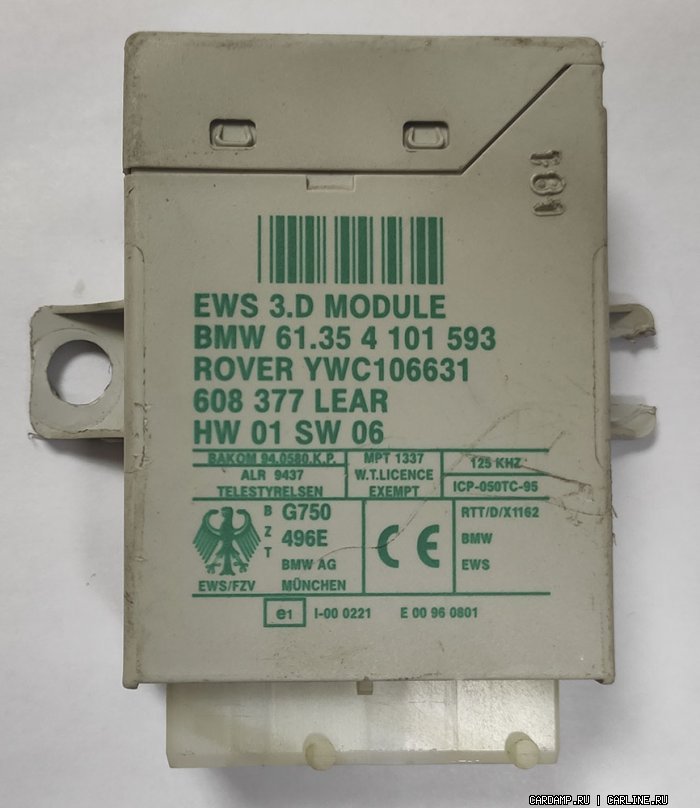 EWS 3.D MODULE
BMW 61.35 4 101 593
ROVER YWC106631
608 377 LEAR
HW 01 SW 06
BAKOM 94.0580.K.P.
ALR 9437
TELESTYRELSEN
MPT 1337
W.T.LICENCE
EXEMPT
125 KHZ
ICP-050TC-95
EWS/FZV
B Z T
G750
496E
BMW AG
MÜNCHEN
CE
RTT/D/X1162
BMW
EWS
e1 I-00 0221 E 00 96 0801
CARDAMP.RU | CARLINE.RU